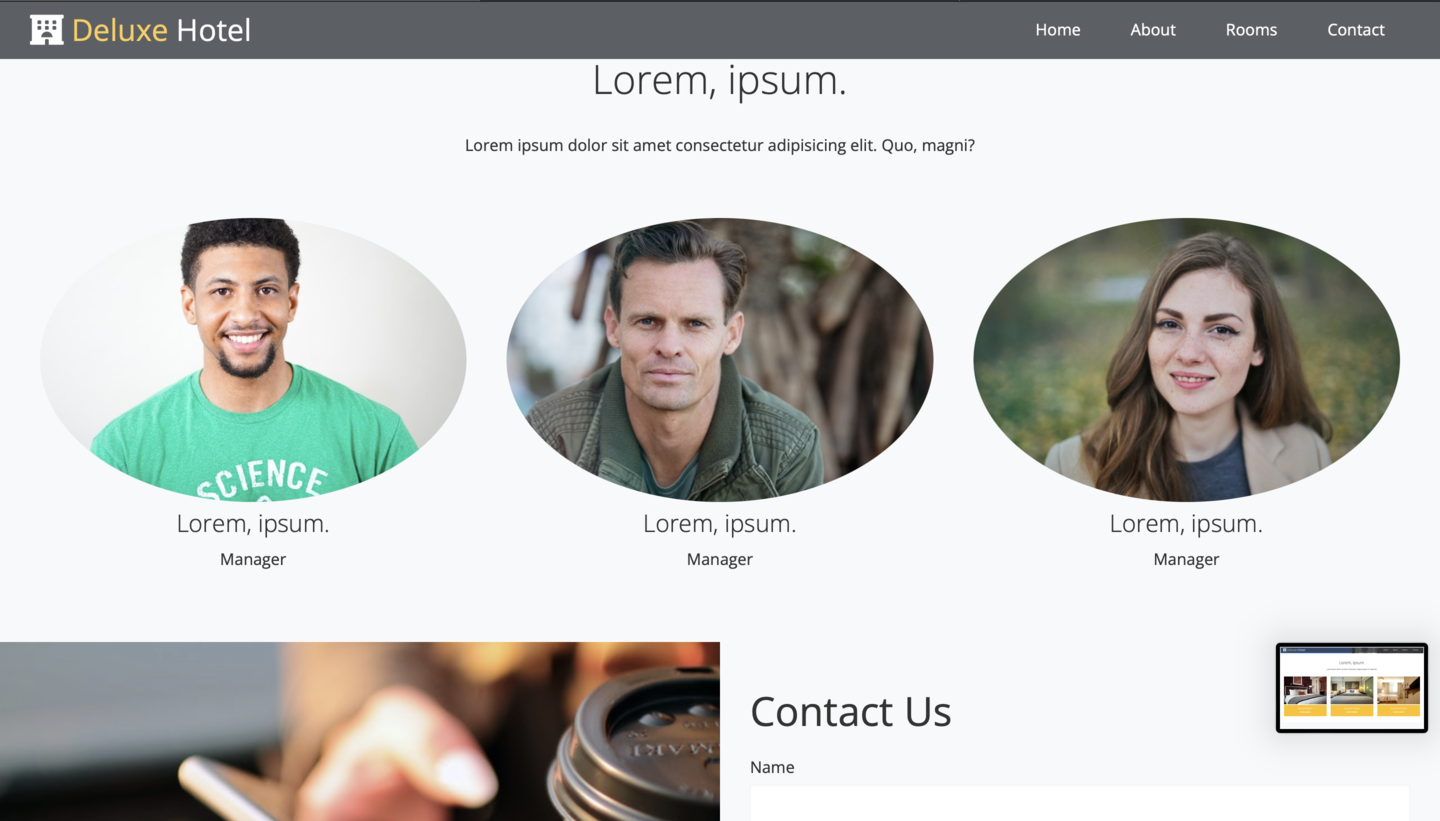 Deluxe Hotel
Home About Rooms Contact
Lorem, ipsum.
Lorem ipsum dolor sit amet consectetur adipisicing elit. Quo, magni?
SCIENCE
Lorem, ipsum.
Manager
Lorem, ipsum.
Manager
Lorem, ipsum.
Manager
Contact Us
Name